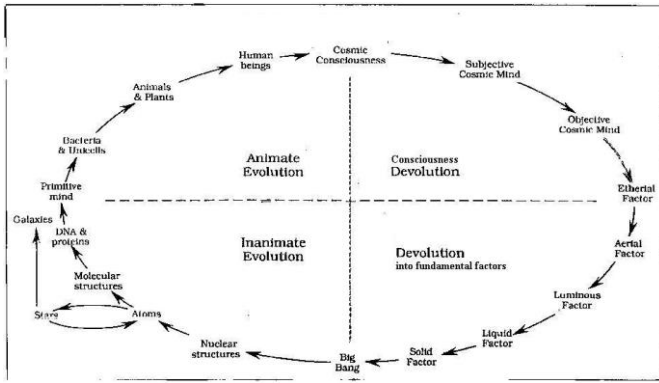 Cosmic
Consciousness
Subjective
Cosmic Mind
Objective
Cosmic Mind
Etherial
Factor
Aerial
Factor
Luminous
Factor
Liquid
Factor
Solid
Factor
Big
Bang
Nuclear
structures
Atoms
Stars
Galaxies
Molecular
structures
DNA &
proteins
Primitive
mind
Bacteria
& Unicells
Animals
& Plants
Human
beings
Animate
Evolution
Consciousness
Devolution
Inanimate
Evolution
Devolution
into fundamental factors